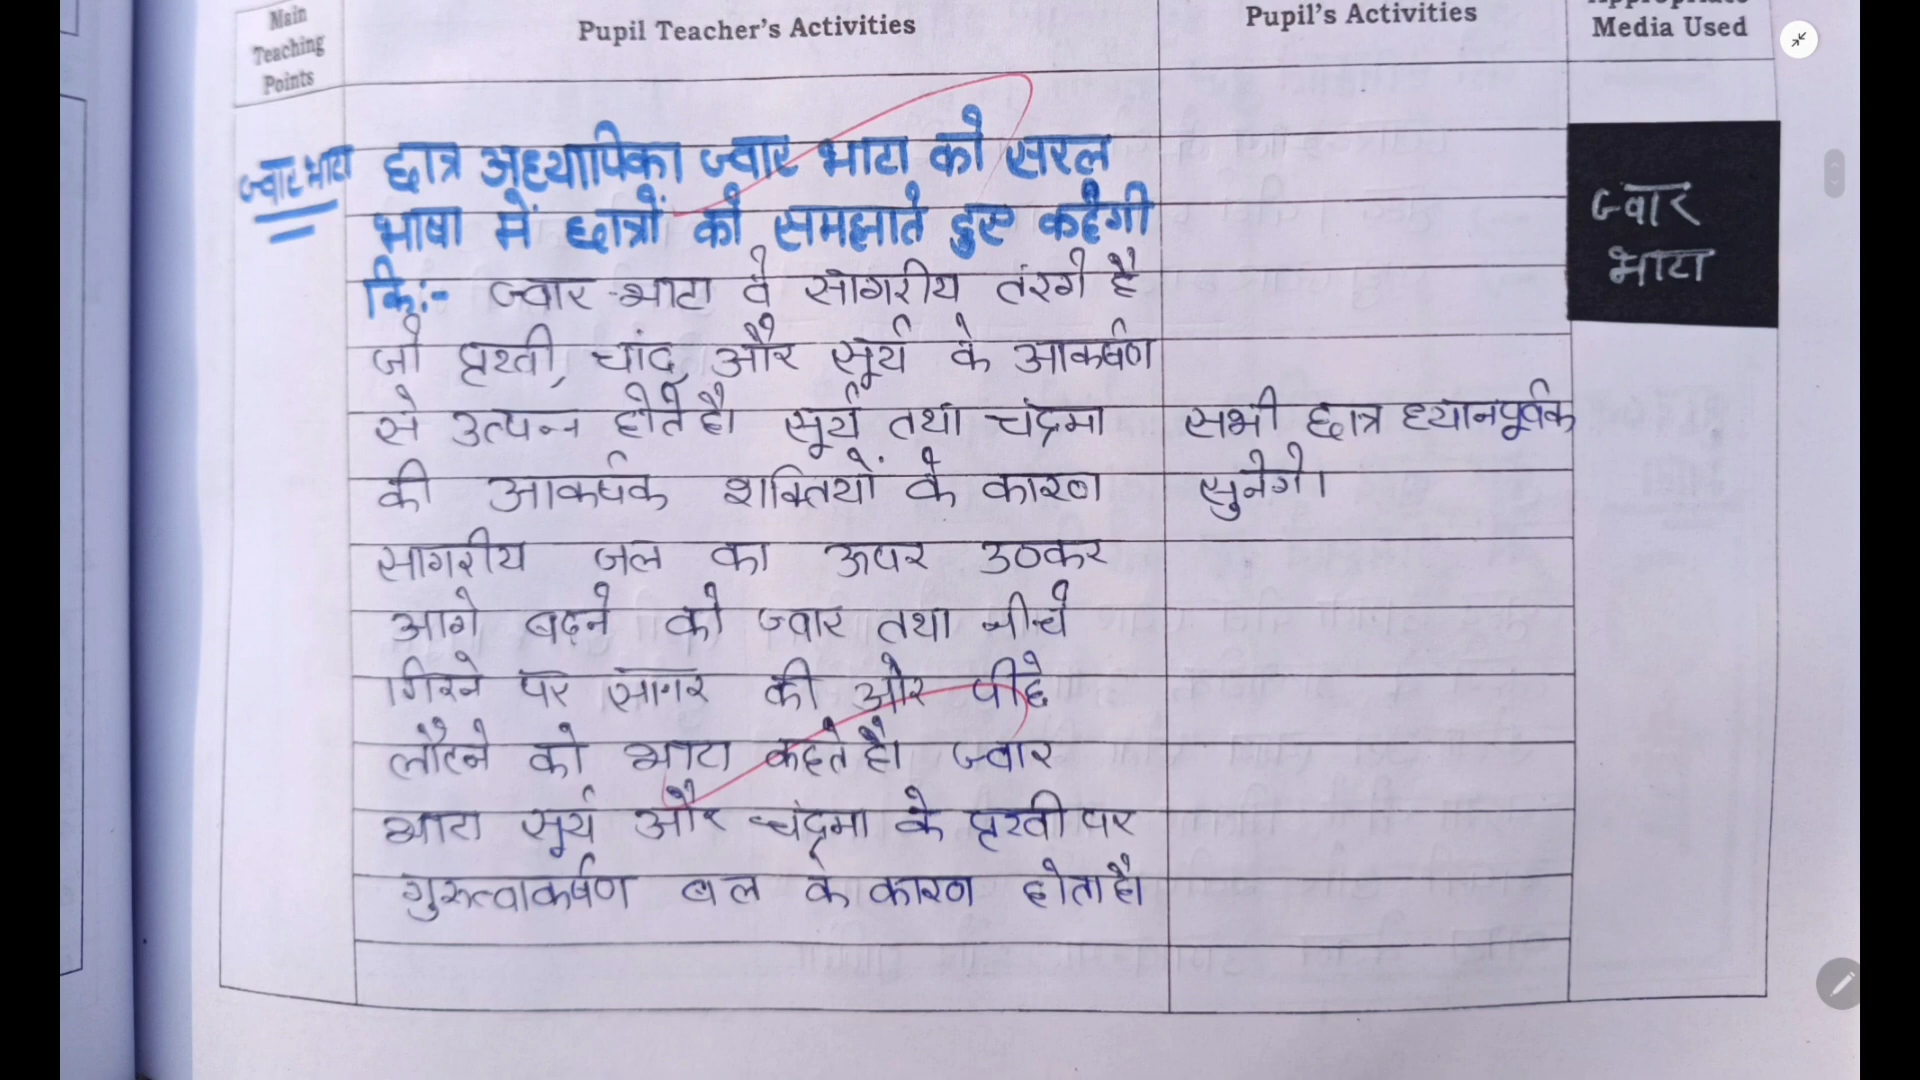 Main
Teaching
Points
Pupil Teacher's Activities
Pupil's Activities
Media Used
ज्वार भाटा
छात्र अध्यापिका ज्वार भाटा को सरल
भाषा में छात्रों को समझाते हुए कहेगी
कि:- ज्वार-भाटा वे सागरीय तंरगे है
जो पृथ्वी, चांद, और सूर्य के आकर्षण
से उत्पन्न होते है। सूर्य तथा चंद्रमा
की आकर्षक शक्तियों के कारण
सागरीय जल का ऊपर उठकर
आगे बढ़ने को ज्वार तथा नीचे
गिरने पर सागर की ओर पीछे
लौटने को भाटा कहते है। ज्वार
भाटा सूर्य और चंद्रमा के पृथ्वी पर
गुरुत्वाकर्षण बल के कारण होता है।
सभी छात्र ध्यानपूर्वक
सुनेगे।
ज्वार
भाटा